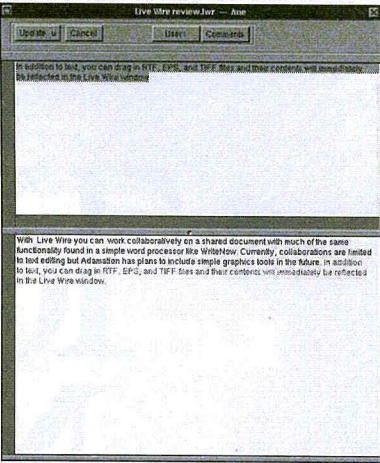 Live Wire review.lwr — /me
Update u Cancel Users Comments
In addition to text, you can drag in RTF, EPS, and TIFF files and their contents will immediately
be reflected in the Live Wire window
With Live Wire you can work collaboratively on a shared document with much of the same
functionality found in a simple word processor like WriteNow. Currently, collaborations are limited
to text editing but Adamation has plans to include simple graphics tools in the future. In addition
to text, you can drag in RTF, EPS, and TIFF files and their contents will immediately be reflected
in the Live Wire window.